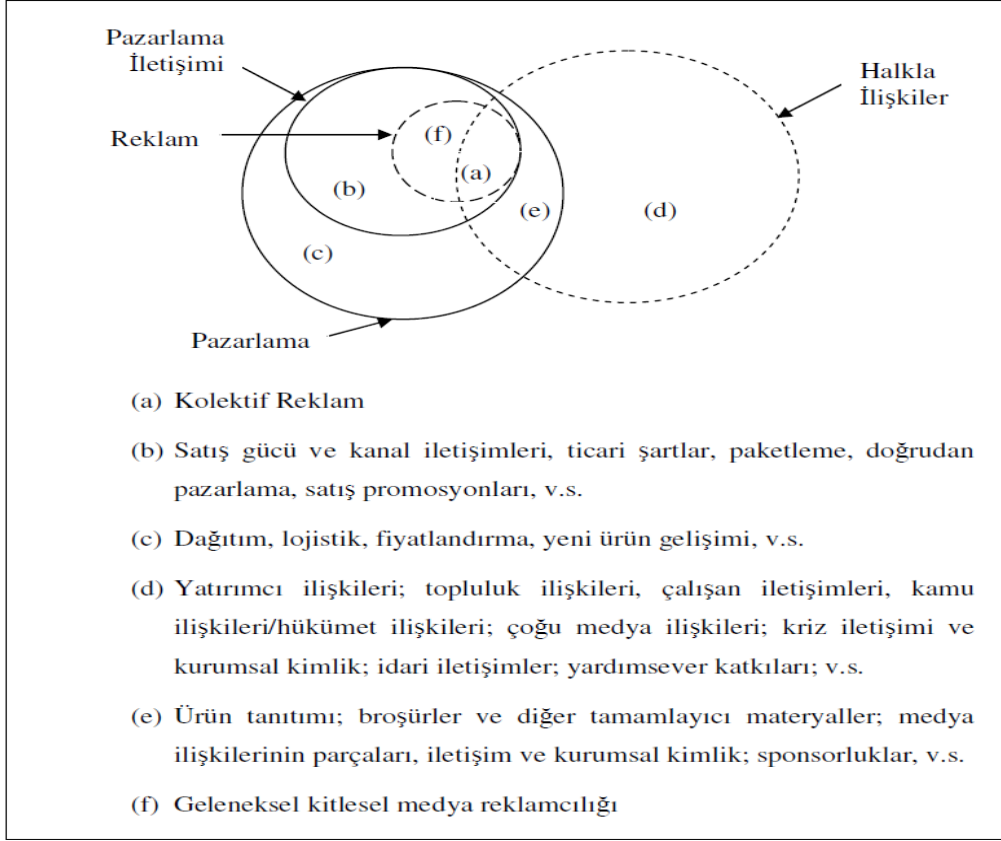 Pazarlama
İletişimi
Halkla
İlişkiler
Reklam
(f)
(a)
(b)
(e)
(d)
(c)
Pazarlama
(a) Kolektif Reklam
(b) Satış gücü ve kanal iletişimleri, ticari şartlar, paketleme, doğrudan
pazarlama, satış promosyonları, v.s.
(c) Dağıtım, lojistik, fiyatlandırma, yeni ürün gelişimi, v.s.
(d) Yatırımcı ilişkileri; topluluk ilişkileri, çalışan iletişimleri, kamu
ilişkileri/hükümet ilişkileri; çoğu medya ilişkileri; kriz iletişimi ve
kurumsal kimlik; idari iletişimler; yardımsever katkıları; v.s.
(e) Ürün tanıtımı; broşürler ve diğer tamamlayıcı materyaller; medya
ilişkilerinin parçaları, iletişim ve kurumsal kimlik; sponsorluklar, v.s.
(f) Geleneksel kitlesel medya reklamcılığı